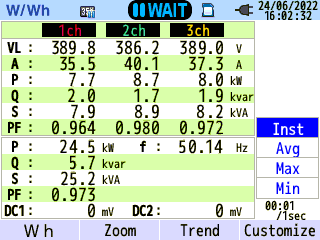 W/Wh WAIT 24/06/2022
16:02:32
1ch 2ch 3ch
VL: 389.8 386.2 389.0 V
A : 35.5 40.1 37.3 A
P : 7.7 8.7 8.0 kW
Q : 2.0 1.7 1.9 kvar
S : 7.9 8.9 8.2 kVA
PF: 0.964 0.980 0.972
P : 24.5 kW f : 50.14 Hz
Q : 5.7 kvar
S : 25.2 kVA
PF: 0.973
DC1: 0 mV DC2: 0 mV
Inst
Avg
Max
Min
00:01
/1sec
Wh Zoom Trend Customize